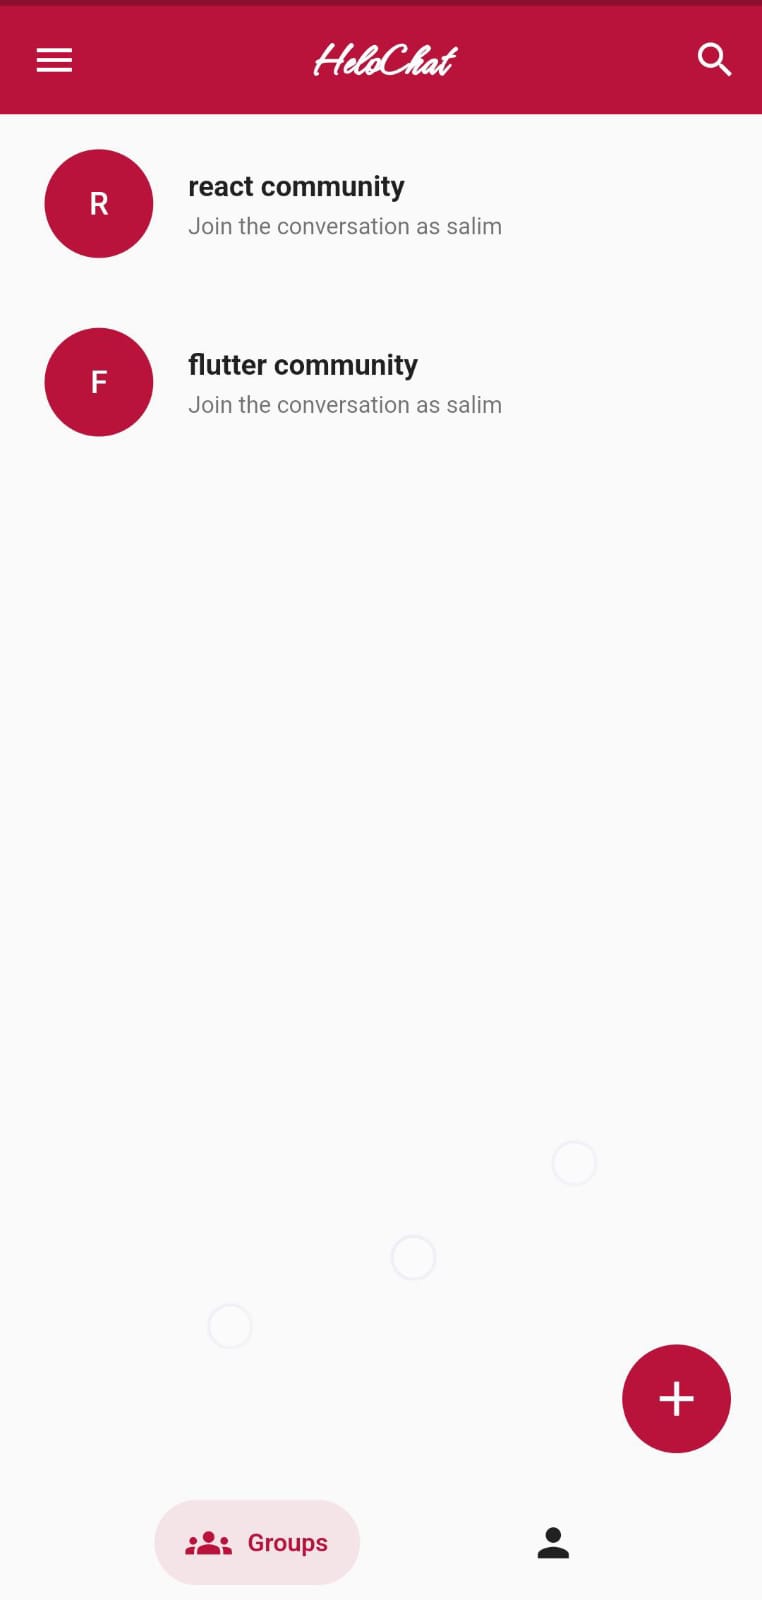 HeloChat
R
react community
Join the conversation as salim
F
flutter community
Join the conversation as salim
Groups